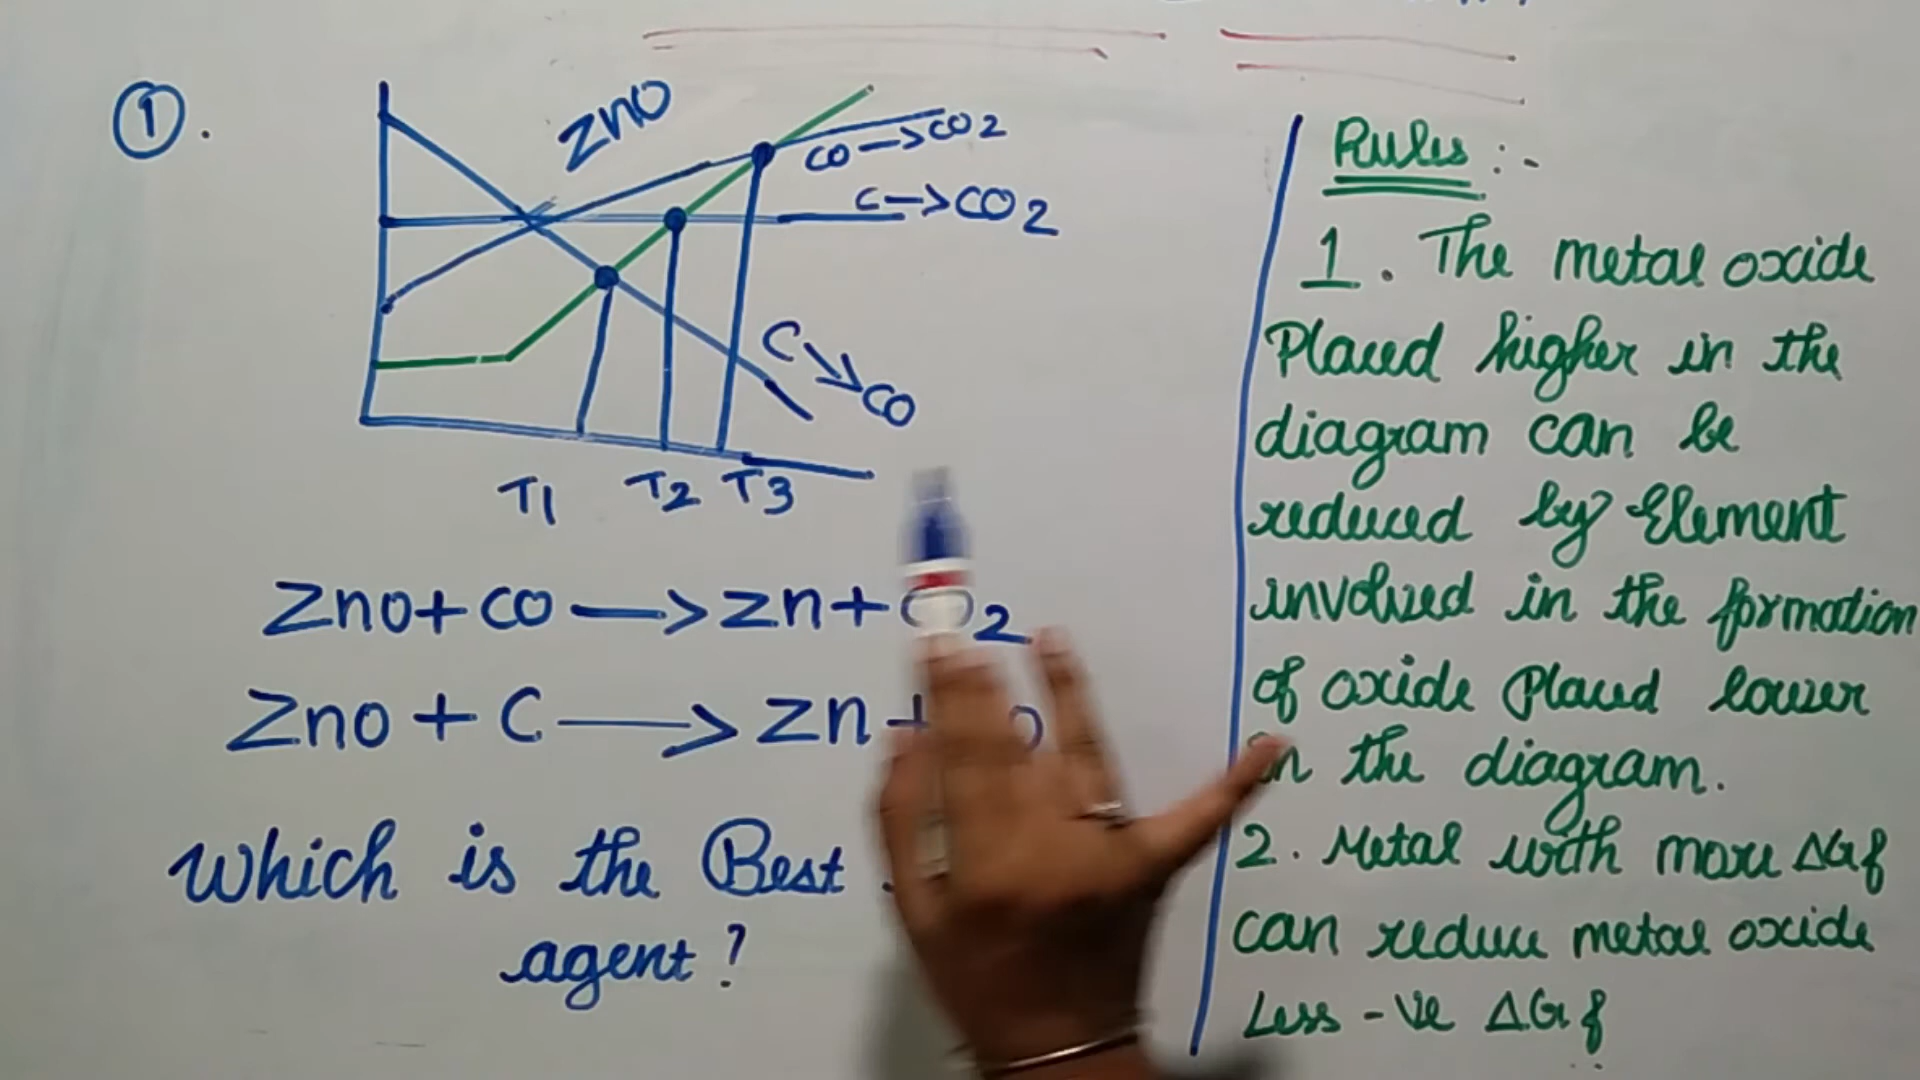 1.
ZnO
CO → CO2
C → CO2
C → CO
T1 T2 T3
ZnO + CO → Zn + CO2
ZnO + C → Zn +
Which is the Best
agent?
Rules :-
1. The metal oxide
Placed higher in the
diagram can be
reduced by Element
involved in the formation
of oxide Placed lower
in the diagram.
2. Metal with more ΔGf
can reduce metal oxide
Less -ve ΔGf